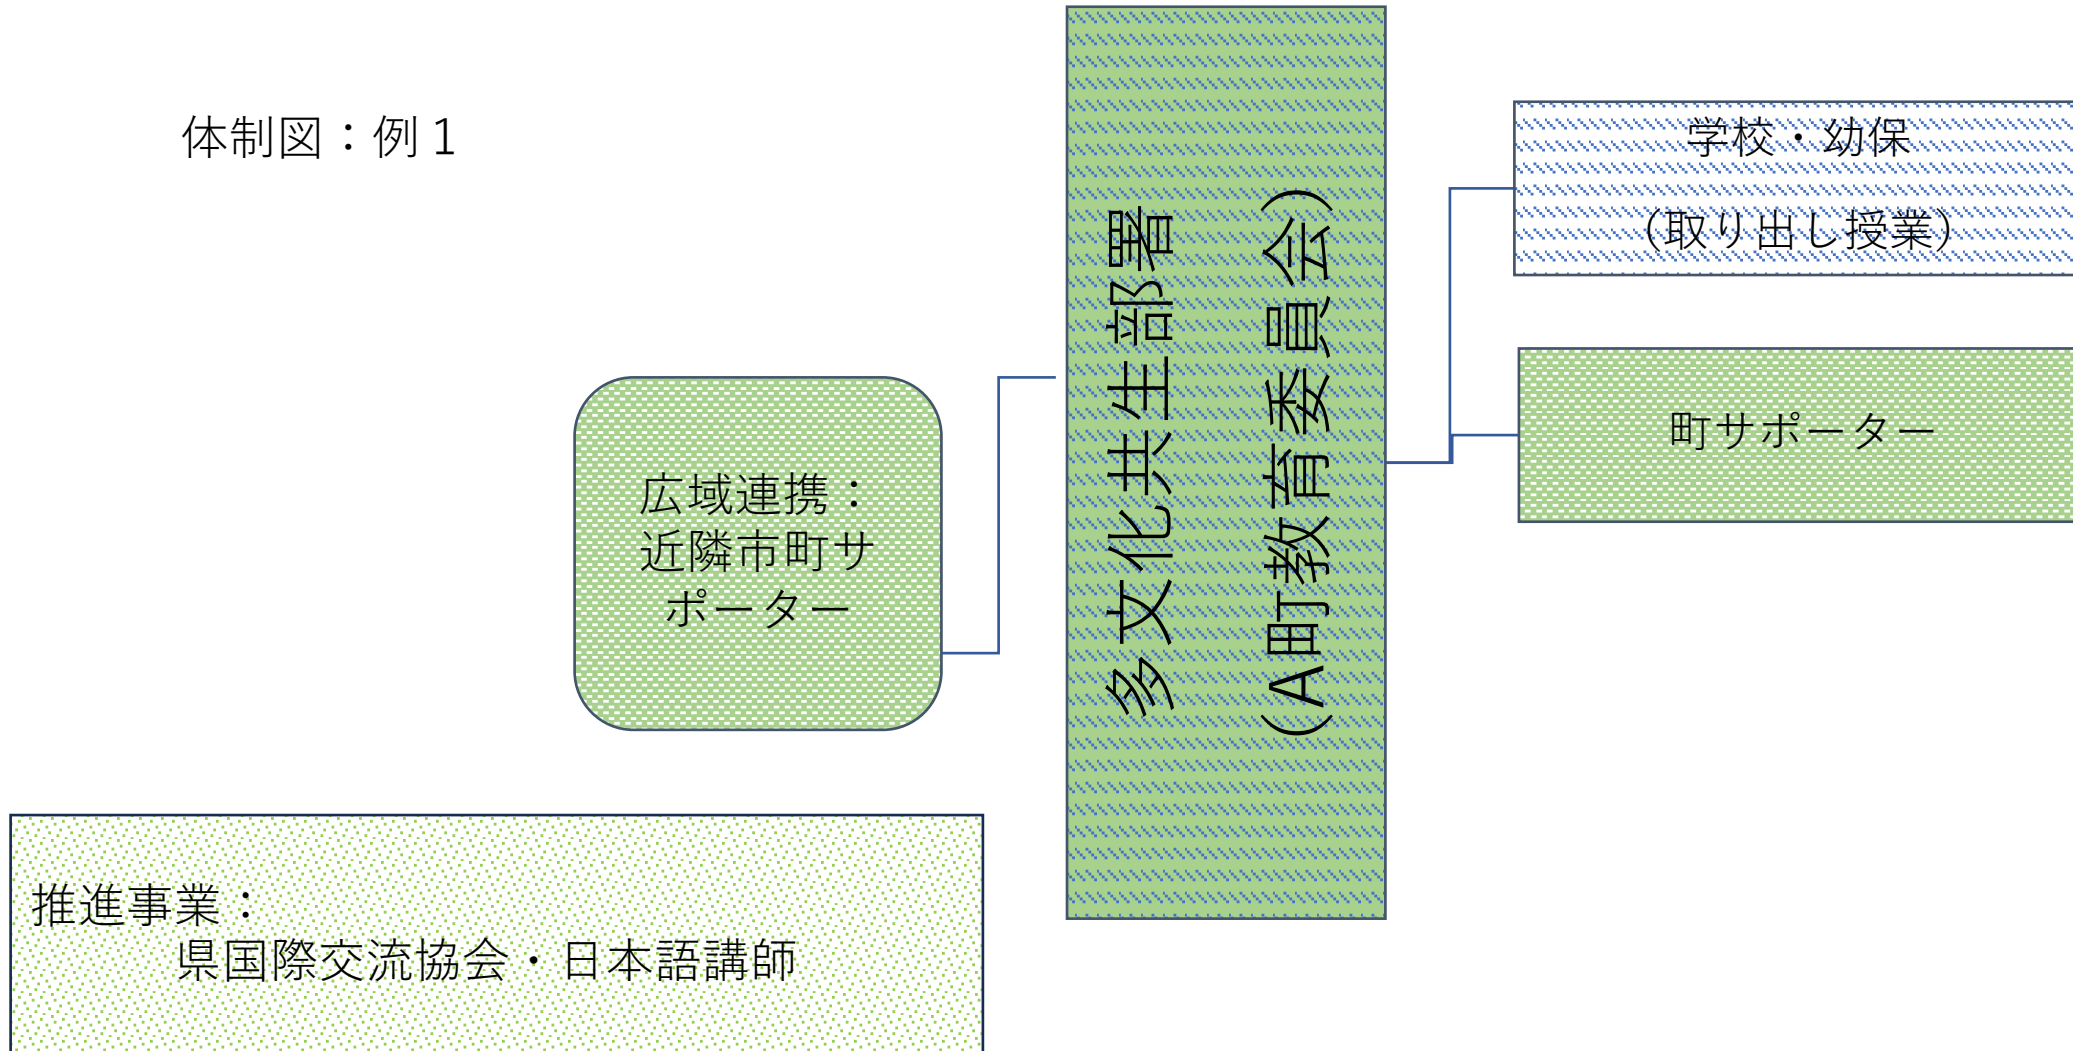 体制図：例１
多文化共生部署
（A町教育委員会）
学校・幼保
（取り出し授業）
町サポーター
広域連携：
近隣市町サ
ポーター
推進事業：
県国際交流協会・日本語講師